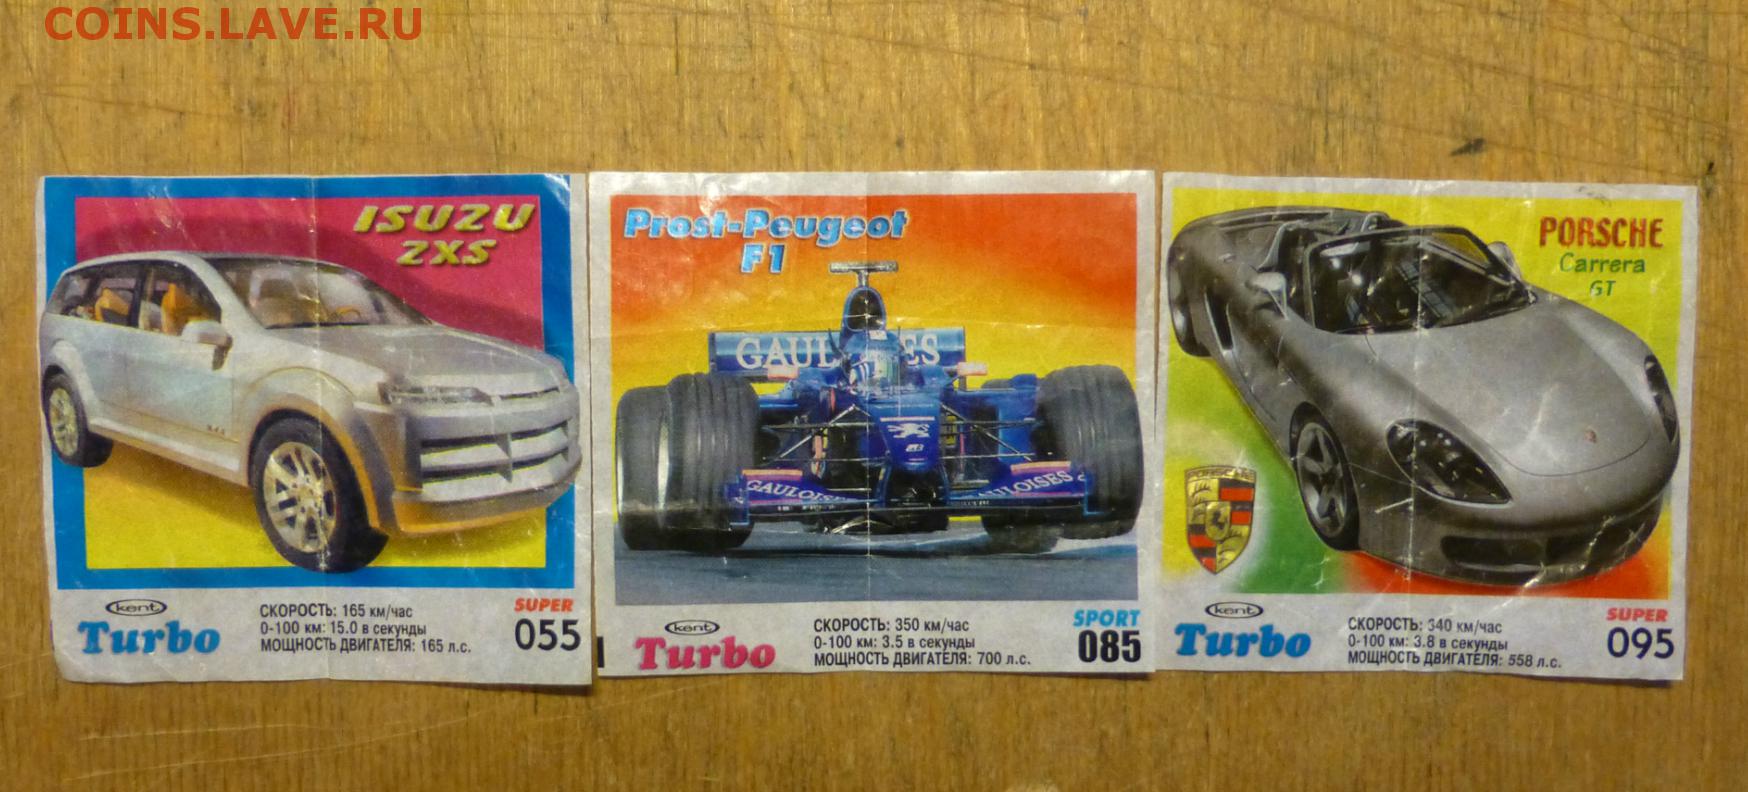 COINS.LAVE.RU
ISUZU
ZXS
kent
Turbo
СКОРОСТЬ: 165 км/час
0-100 км: 15.0 в секунды
МОЩНОСТЬ ДВИГАТЕЛЯ: 165 л.с.
SUPER
055
Prost-Peugeot
F1
GAULOISES
GAULOISES
GAULOISES
kent
Turbo
СКОРОСТЬ: 350 км/час
0-100 км: 3.5 в секунды
МОЩНОСТЬ ДВИГАТЕЛЯ: 700 л.с.
SPORT
085
PORSCHE
Carrera
GT
PORSCHE
kent
Turbo
СКОРОСТЬ: 340 км/час
0-100 км: 3.8 в секунды
МОЩНОСТЬ ДВИГАТЕЛЯ: 558 л.с.
SUPER
095